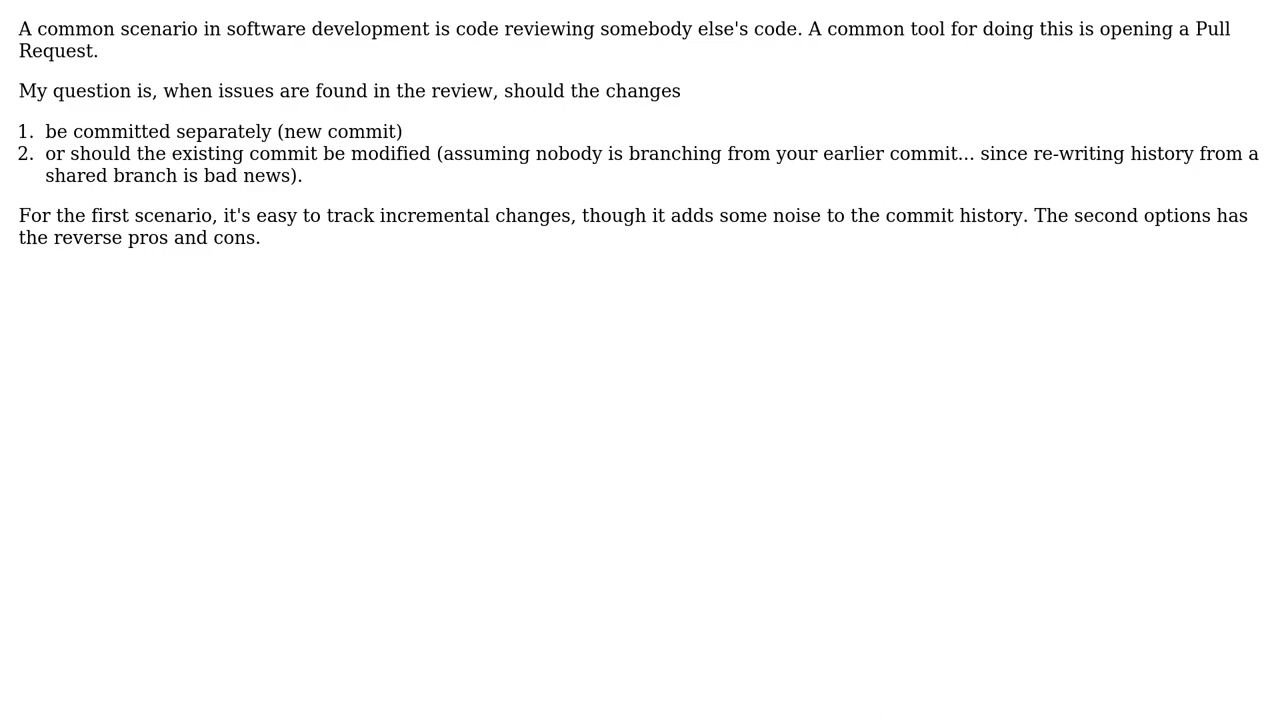 A common scenario in software development is code reviewing somebody else's code. A common tool for doing this is opening a Pull
Request.
My question is, when issues are found in the review, should the changes
1. be committed separately (new commit)
2. or should the existing commit be modified (assuming nobody is branching from your earlier commit... since re-writing history from a
shared branch is bad news).
For the first scenario, it's easy to track incremental changes, though it adds some noise to the commit history. The second options has
the reverse pros and cons.